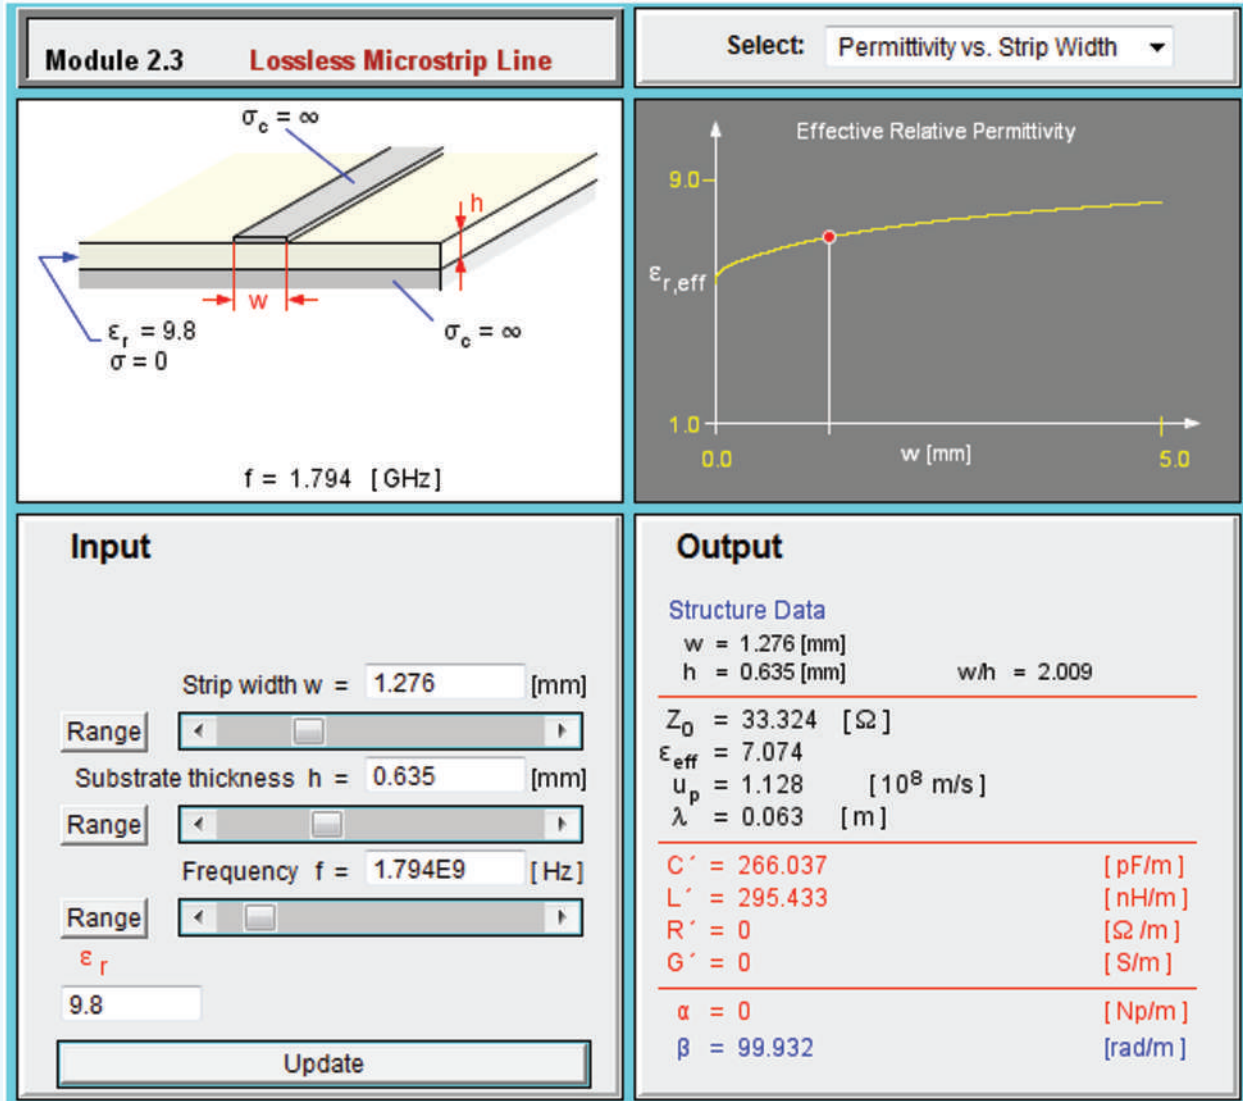 Module 2.3 Lossless Microstrip Line
Select: Permittivity vs. Strip Width
σc = ∞
h
w
εr = 9.8
σ = 0
σc = ∞
f = 1.794 [GHz]
Effective Relative Permittivity
9.0
εr,eff
1.0
0.0 w [mm] 5.0
Input
Strip width w = 1.276 [mm]
Range
Substrate thickness h = 0.635 [mm]
Range
Frequency f = 1.794E9 [Hz]
Range
εr
9.8
Update
Output
Structure Data
w = 1.276 [mm]
h = 0.635 [mm] w/h = 2.009
Z0 = 33.324 [Ω]
εeff = 7.074
up = 1.128 [10⁸ m/s]
λ = 0.063 [m]
C´ = 266.037 [pF/m]
L´ = 295.433 [nH/m]
R´ = 0 [Ω/m]
G´ = 0 [S/m]
α = 0 [Np/m]
β = 99.932 [rad/m]